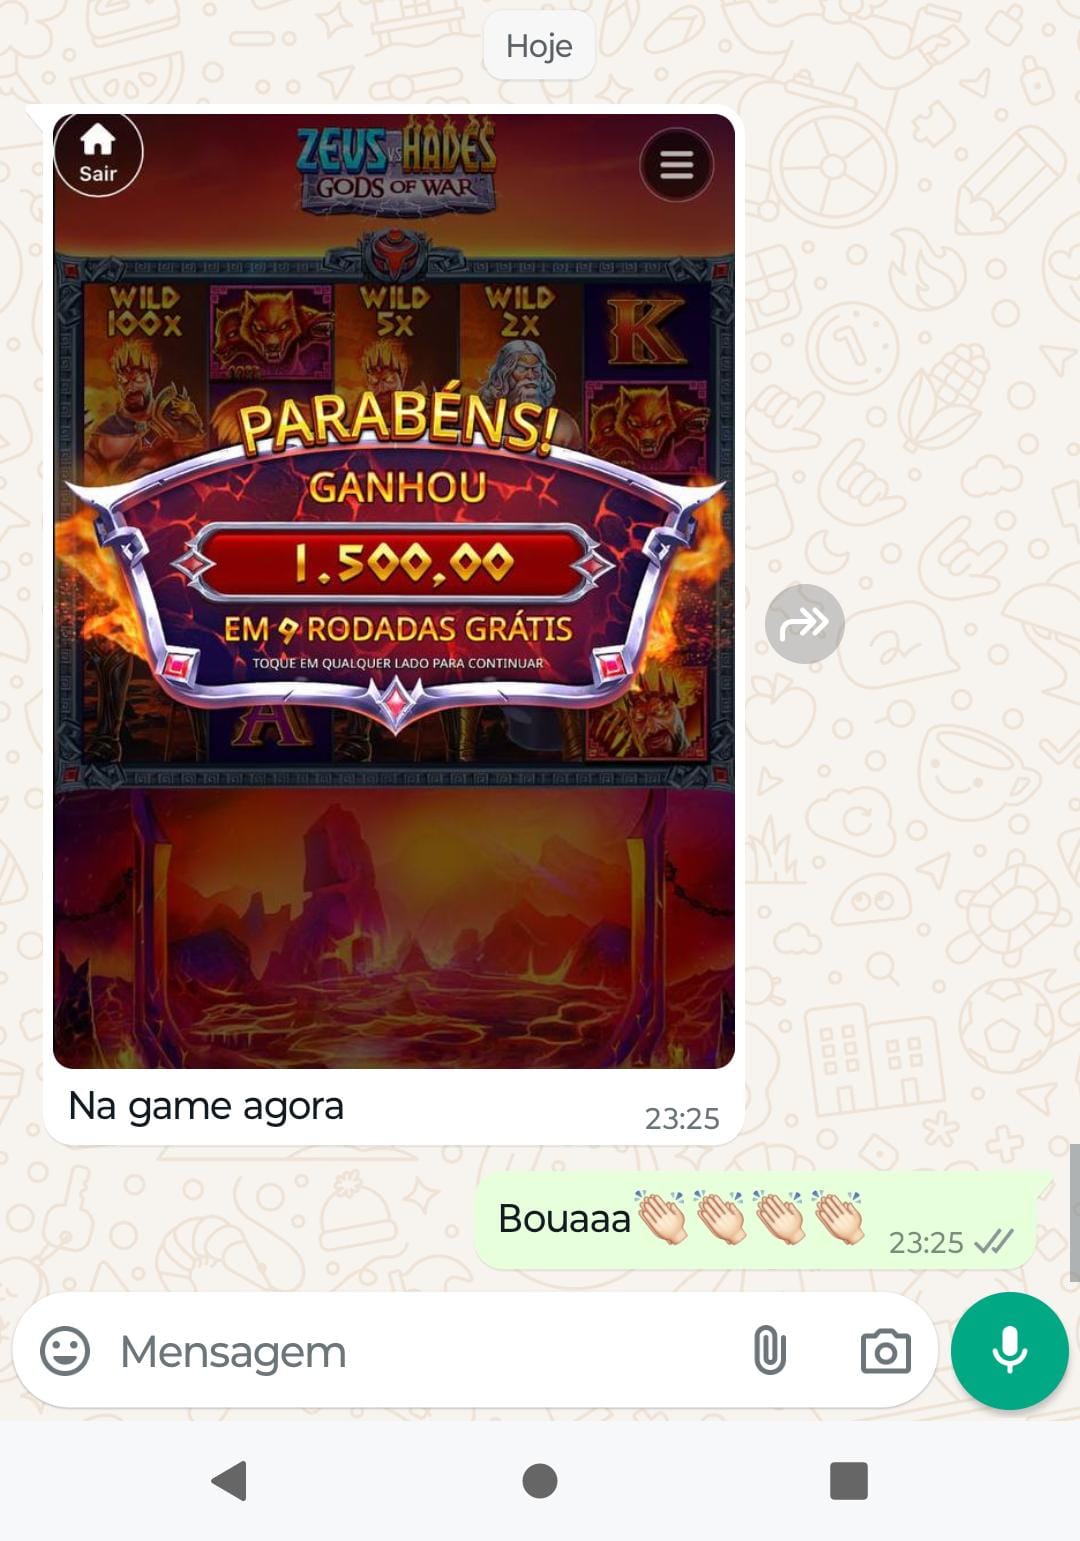 Hoje
Sair
ZEUS VS HADES
GODS OF WAR
WILD WILD WILD
100X 5X 2X
K
PARABÉNS!
GANHOU
1.500,00
EM 9 RODADAS GRÁTIS
TOQUE EM QUALQUER LADO PARA CONTINUAR
A
Na game agora
23:25
Bouaaa👏🏻👏🏻👏🏻👏🏻
23:25
Mensagem